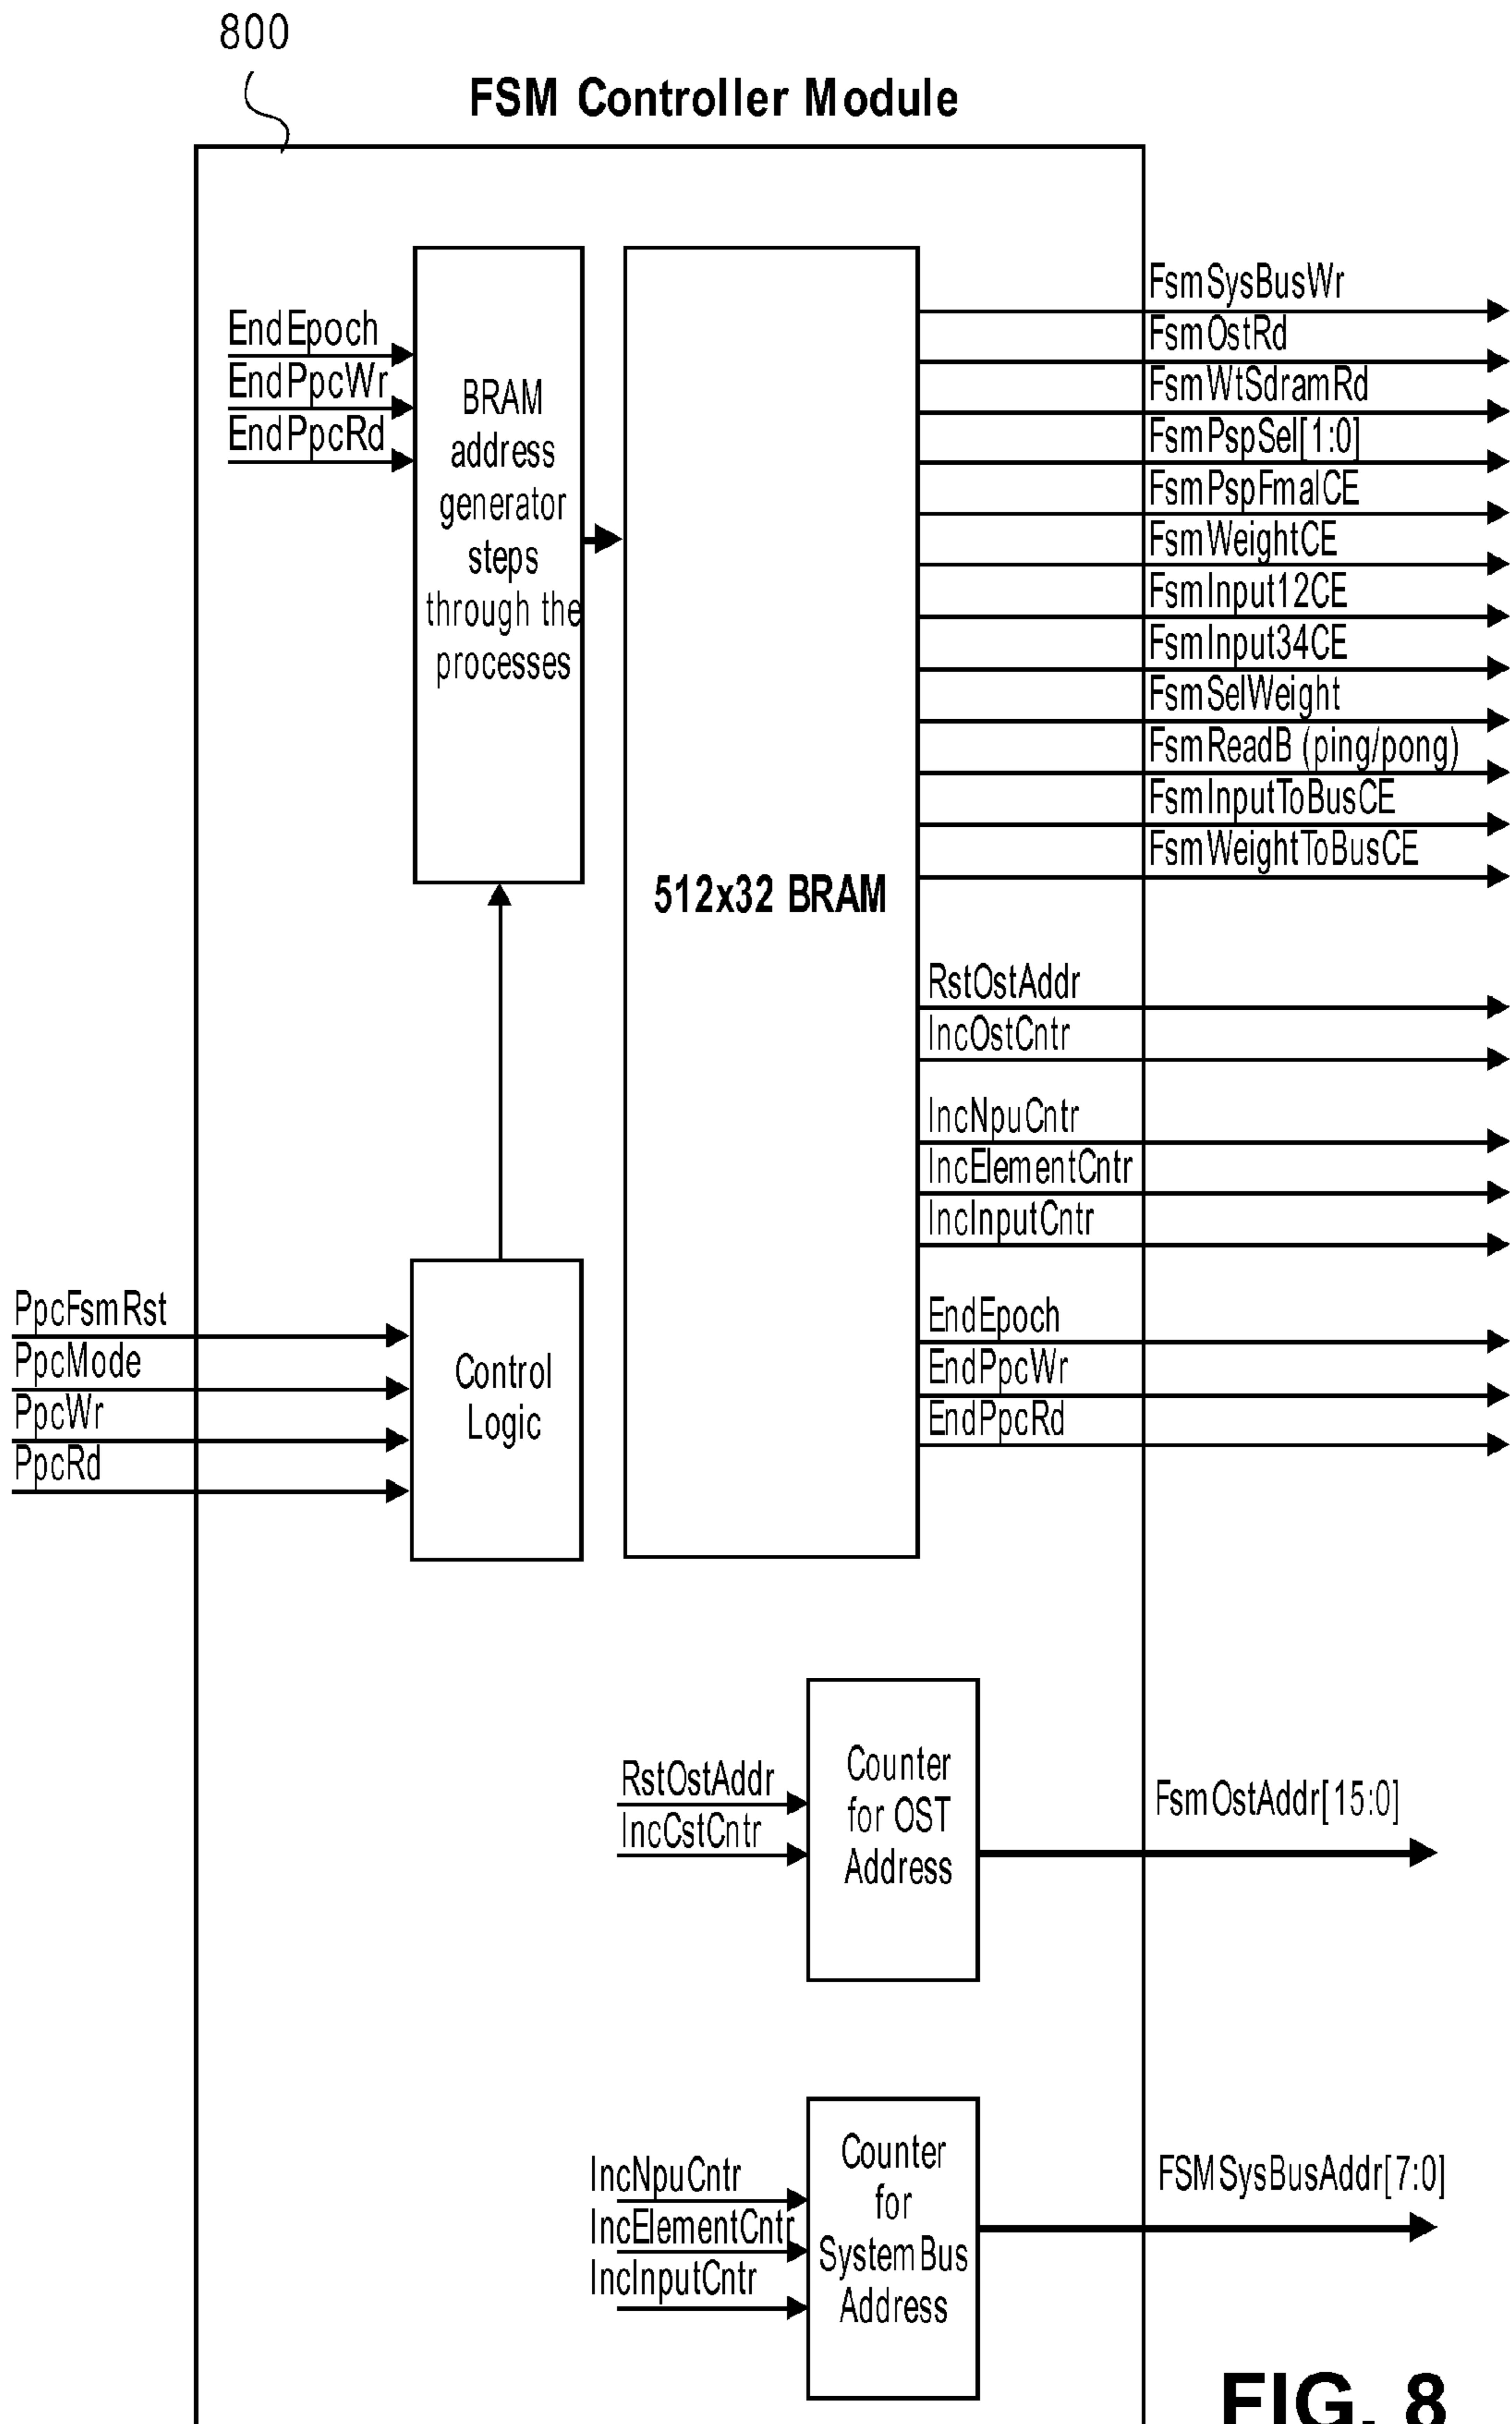 800
FSM Controller Module
EndEpoch
EndPpcWr
EndPpcRd
BRAM
address
generator
steps
through the
processes
512x32 BRAM
FsmSysBusWr
FsmOstRd
FsmWtSdramRd
FsmPspSel[1:0]
FsmPspFmalCE
FsmWeightCE
FsmInput12CE
FsmInput34CE
FsmSelWeight
FsmReadB (ping/pong)
FsmInputToBusCE
FsmWeightToBusCE
RstOstAddr
IncOstCntr
IncNpuCntr
IncElementCntr
IncInputCntr
EndEpoch
EndPpcWr
EndPpcRd
PpcFsmRst
PpcMode
PpcWr
PpcRd
Control
Logic
RstOstAddr
IncCstCntr
Counter
for OST
Address
FsmOstAddr[15:0]
IncNpuCntr
IncElementCntr
IncInputCntr
Counter
for
SystemBus
Address
FSMSysBusAddr[7:0]
FIG. 8